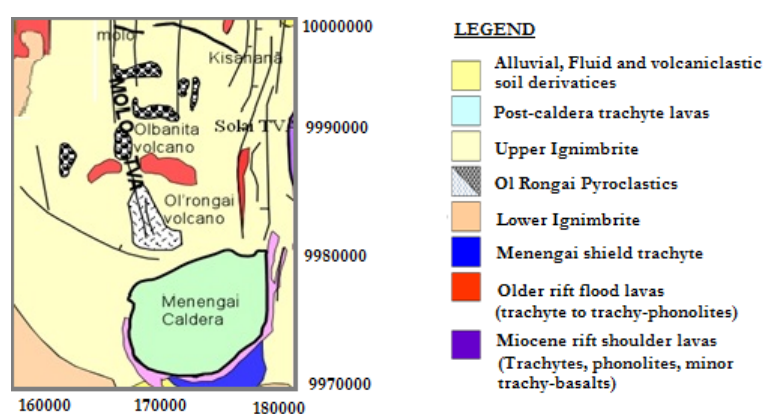 molo
Kisanana
MOLO TVA
Olbanita
volcano
Solai TVA
Ol'rongai
volcano
Menengai
Caldera
10000000
9990000
9980000
9970000
160000
170000
180000
LEGEND
Alluvial, Fluid and volcaniclastic
soil derivatices
Post-caldera trachyte lavas
Upper Ignimbrite
Ol Rongai Pyroclastics
Lower Ignimbrite
Menengai shield trachyte
Older rift flood lavas
(trachyte to trachy-phonolites)
Miocene rift shoulder lavas
(Trachytes, phonolites, minor
trachy-basalts)